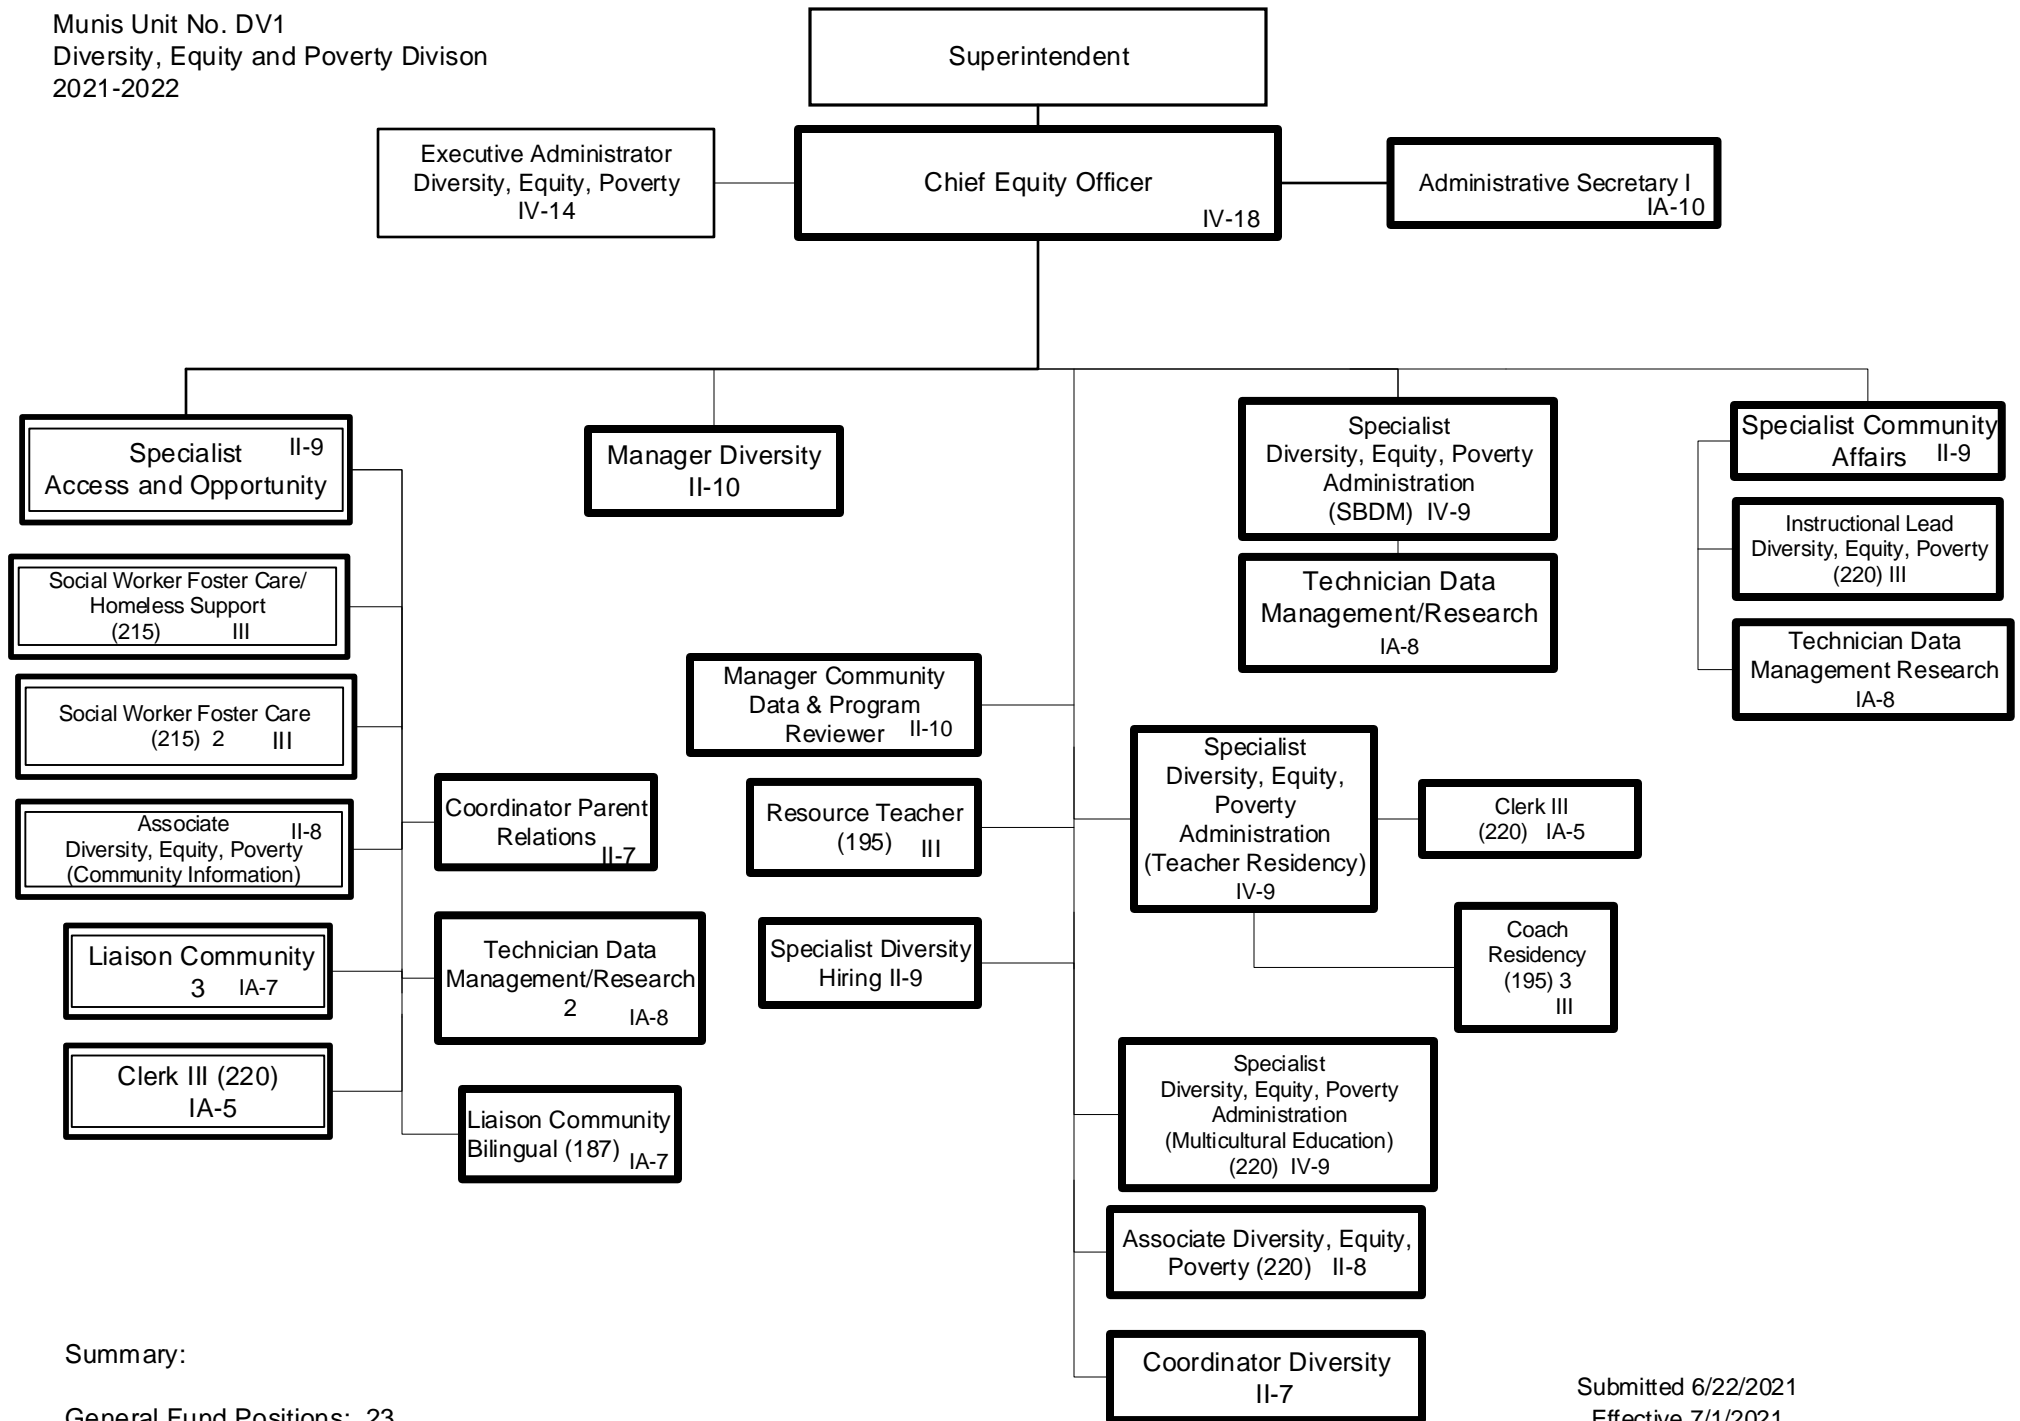 Munis Unit No. DV1
Diversity, Equity and Poverty Divison
2021-2022
Superintendent
Executive Administrator
Diversity, Equity, Poverty
IV-14
Chief Equity Officer
IV-18
Administrative Secretary I
IA-10
Specialist II-9
Access and Opportunity
Social Worker Foster Care/
Homeless Support
(215) III
Social Worker Foster Care
(215) 2 III
Associate II-8
Diversity, Equity, Poverty
(Community Information)
Liaison Community
3 IA-7
Clerk III (220)
IA-5
Coordinator Parent
Relations
II-7
Technician Data
Management/Research
2 IA-8
Liaison Community
Bilingual (187) IA-7
Manager Diversity
II-10
Manager Community
Data & Program
Reviewer II-10
Resource Teacher
(195) III
Specialist Diversity
Hiring II-9
Specialist
Diversity, Equity,
Poverty
Administration
(Teacher Residency)
IV-9
Clerk III
(220) IA-5
Coach
Residency
(195) 3
III
Specialist
Diversity, Equity, Poverty
Administration
(Multicultural Education)
(220) IV-9
Associate Diversity, Equity,
Poverty (220) II-8
Coordinator Diversity
II-7
Specialist
Diversity, Equity, Poverty
Administration
(SBDM) IV-9
Technician Data
Management/Research
IA-8
Specialist Community
Affairs II-9
Instructional Lead
Diversity, Equity, Poverty
(220) III
Technician Data
Management Research
IA-8
Summary:
General Fund Positions: 23
Submitted 6/22/2021
Effective 7/1/2021